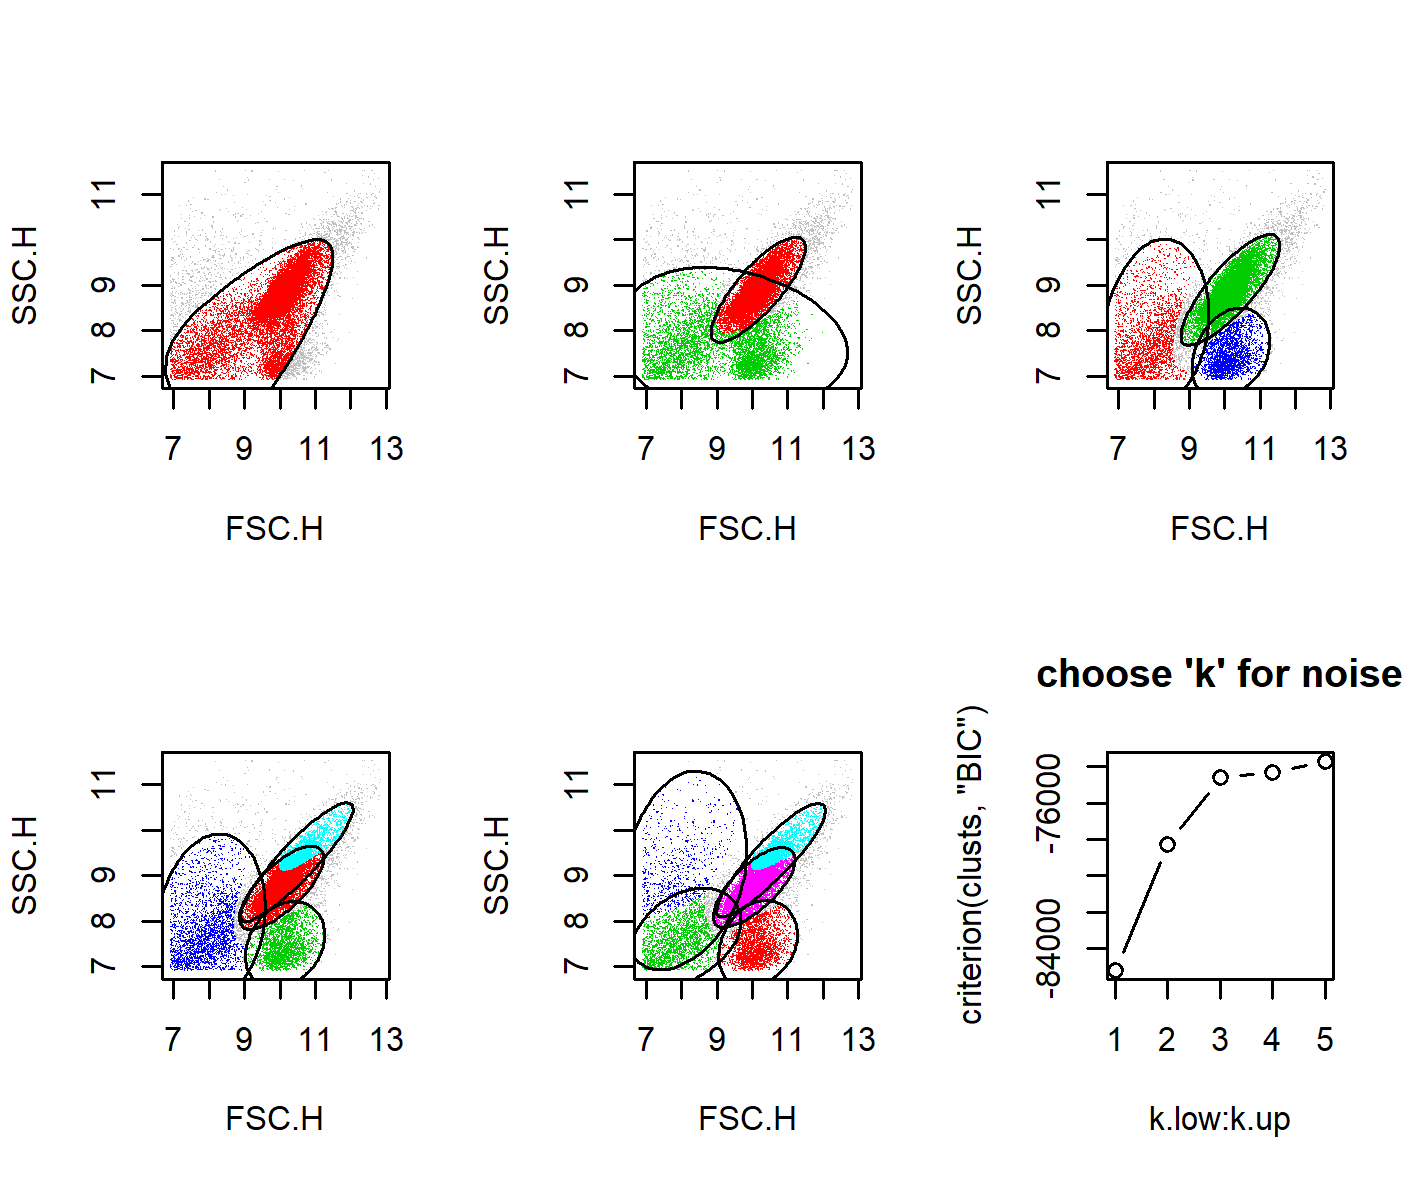 SSC.H
11
9
8
7
7 9 11 13
FSC.H
SSC.H
11
9
8
7
7 9 11 13
FSC.H
SSC.H
11
9
8
7
7 9 11 13
FSC.H
SSC.H
11
9
8
7
7 9 11 13
FSC.H
SSC.H
11
9
8
7
7 9 11 13
FSC.H
choose 'k' for noise
criterion(clusts, "BIC")
-76000
-84000
1 2 3 4 5
k.low:k.up